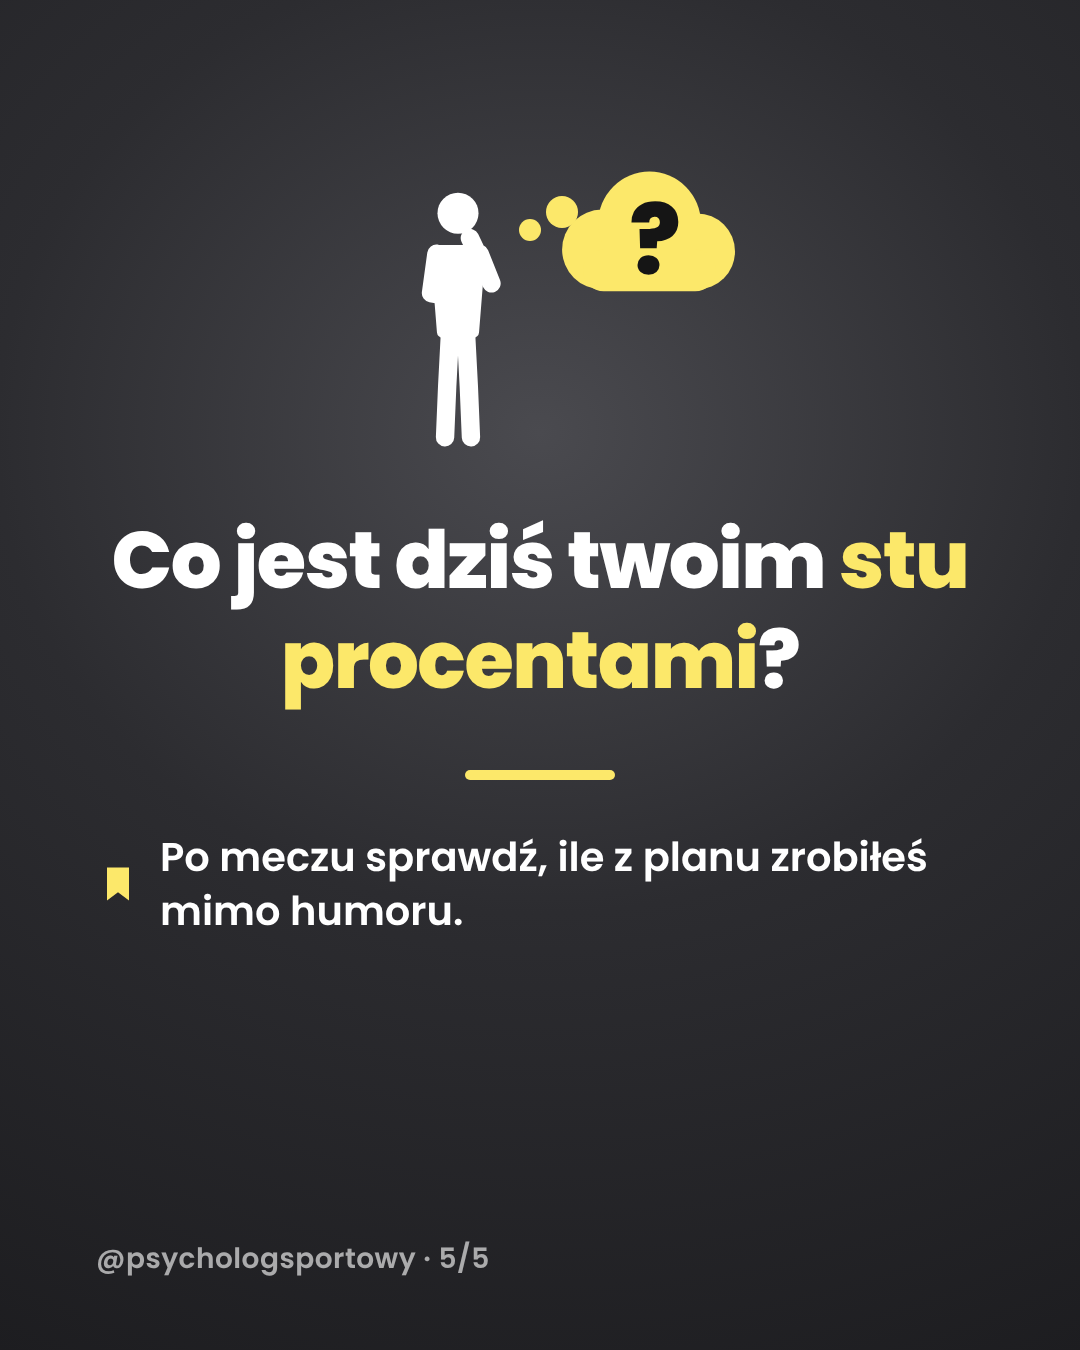 ?
Co jest dziś twoim stu
procentami?
Po meczu sprawdź, ile z planu zrobiłeś
mimo humoru.
@psychologsportowy · 5/5